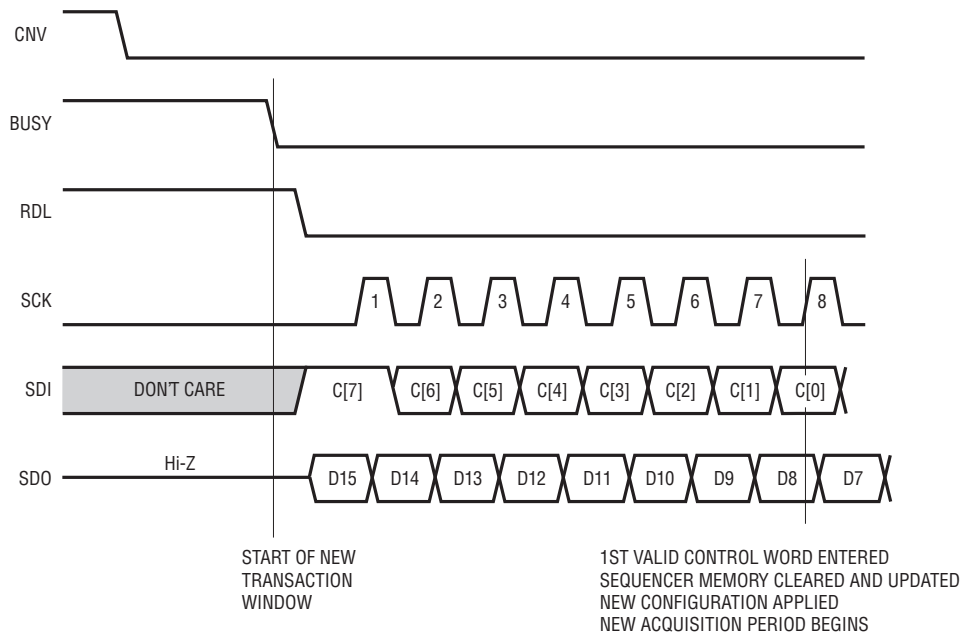 CNV
BUSY
RDL
SCK 1 2 3 4 5 6 7 8
SDI DON'T CARE C[7] C[6] C[5] C[4] C[3] C[2] C[1] C[0]
SDO Hi-Z D15 D14 D13 D12 D11 D10 D9 D8 D7
START OF NEW
TRANSACTION
WINDOW
1ST VALID CONTROL WORD ENTERED
SEQUENCER MEMORY CLEARED AND UPDATED
NEW CONFIGURATION APPLIED
NEW ACQUISITION PERIOD BEGINS